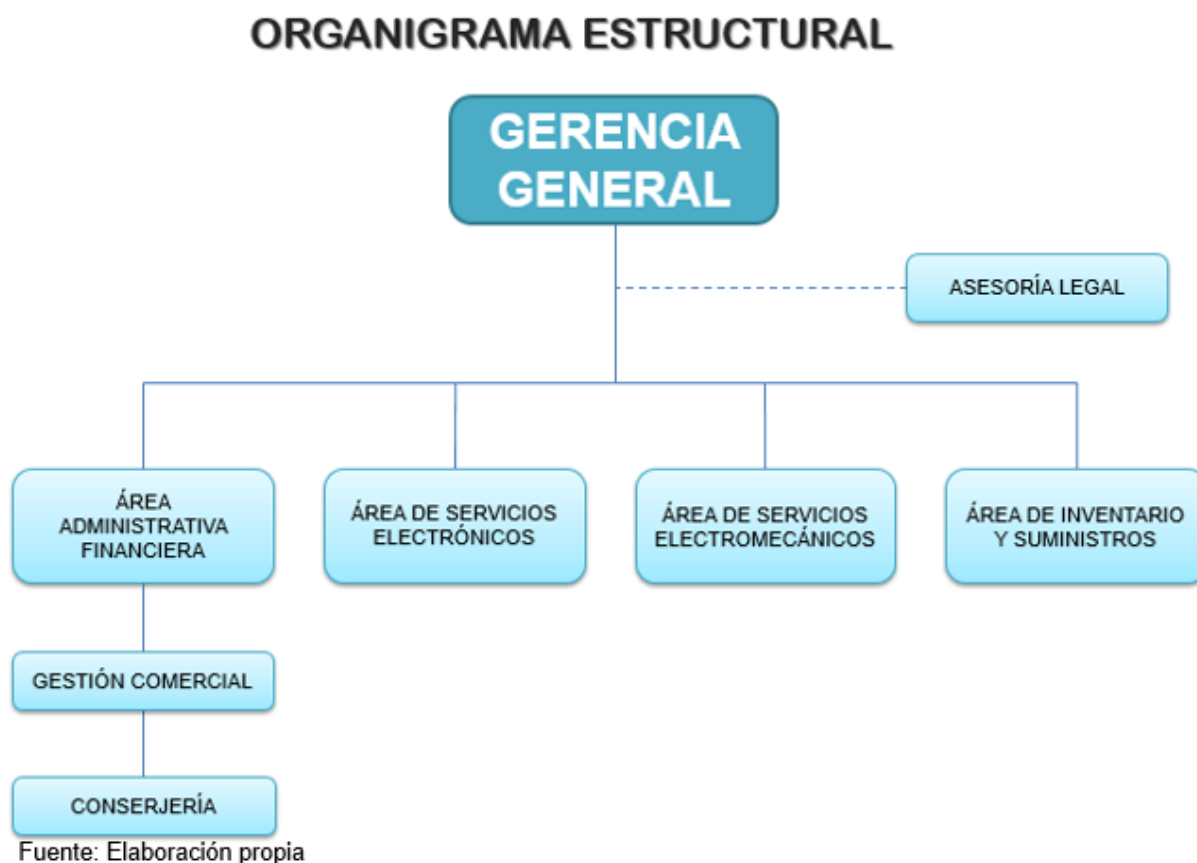 ORGANIGRAMA ESTRUCTURAL
GERENCIA
GENERAL
ASESORÍA LEGAL
ÁREA
ADMINISTRATIVA
FINANCIERA
ÁREA DE SERVICIOS
ELECTRÓNICOS
ÁREA DE SERVICIOS
ELECTROMECÁNICOS
ÁREA DE INVENTARIO
Y SUMINISTROS
GESTIÓN COMERCIAL
CONSERJERÍA
Fuente: Elaboración propia